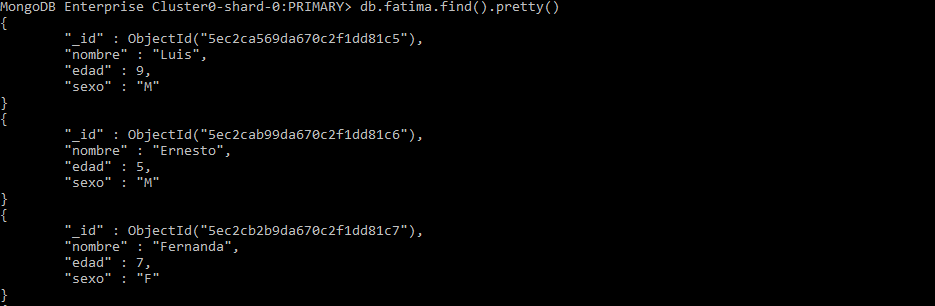 MongoDB Enterprise Cluster0-shard-0:PRIMARY> db.fatima.find().pretty()
{
        "_id" : ObjectId("5ec2ca569da670c2f1dd81c5"),
        "nombre" : "Luis",
        "edad" : 9,
        "sexo" : "M"
}
{
        "_id" : ObjectId("5ec2cab99da670c2f1dd81c6"),
        "nombre" : "Ernesto",
        "edad" : 5,
        "sexo" : "M"
}
{
        "_id" : ObjectId("5ec2cb2b9da670c2f1dd81c7"),
        "nombre" : "Fernanda",
        "edad" : 7,
        "sexo" : "F"
}